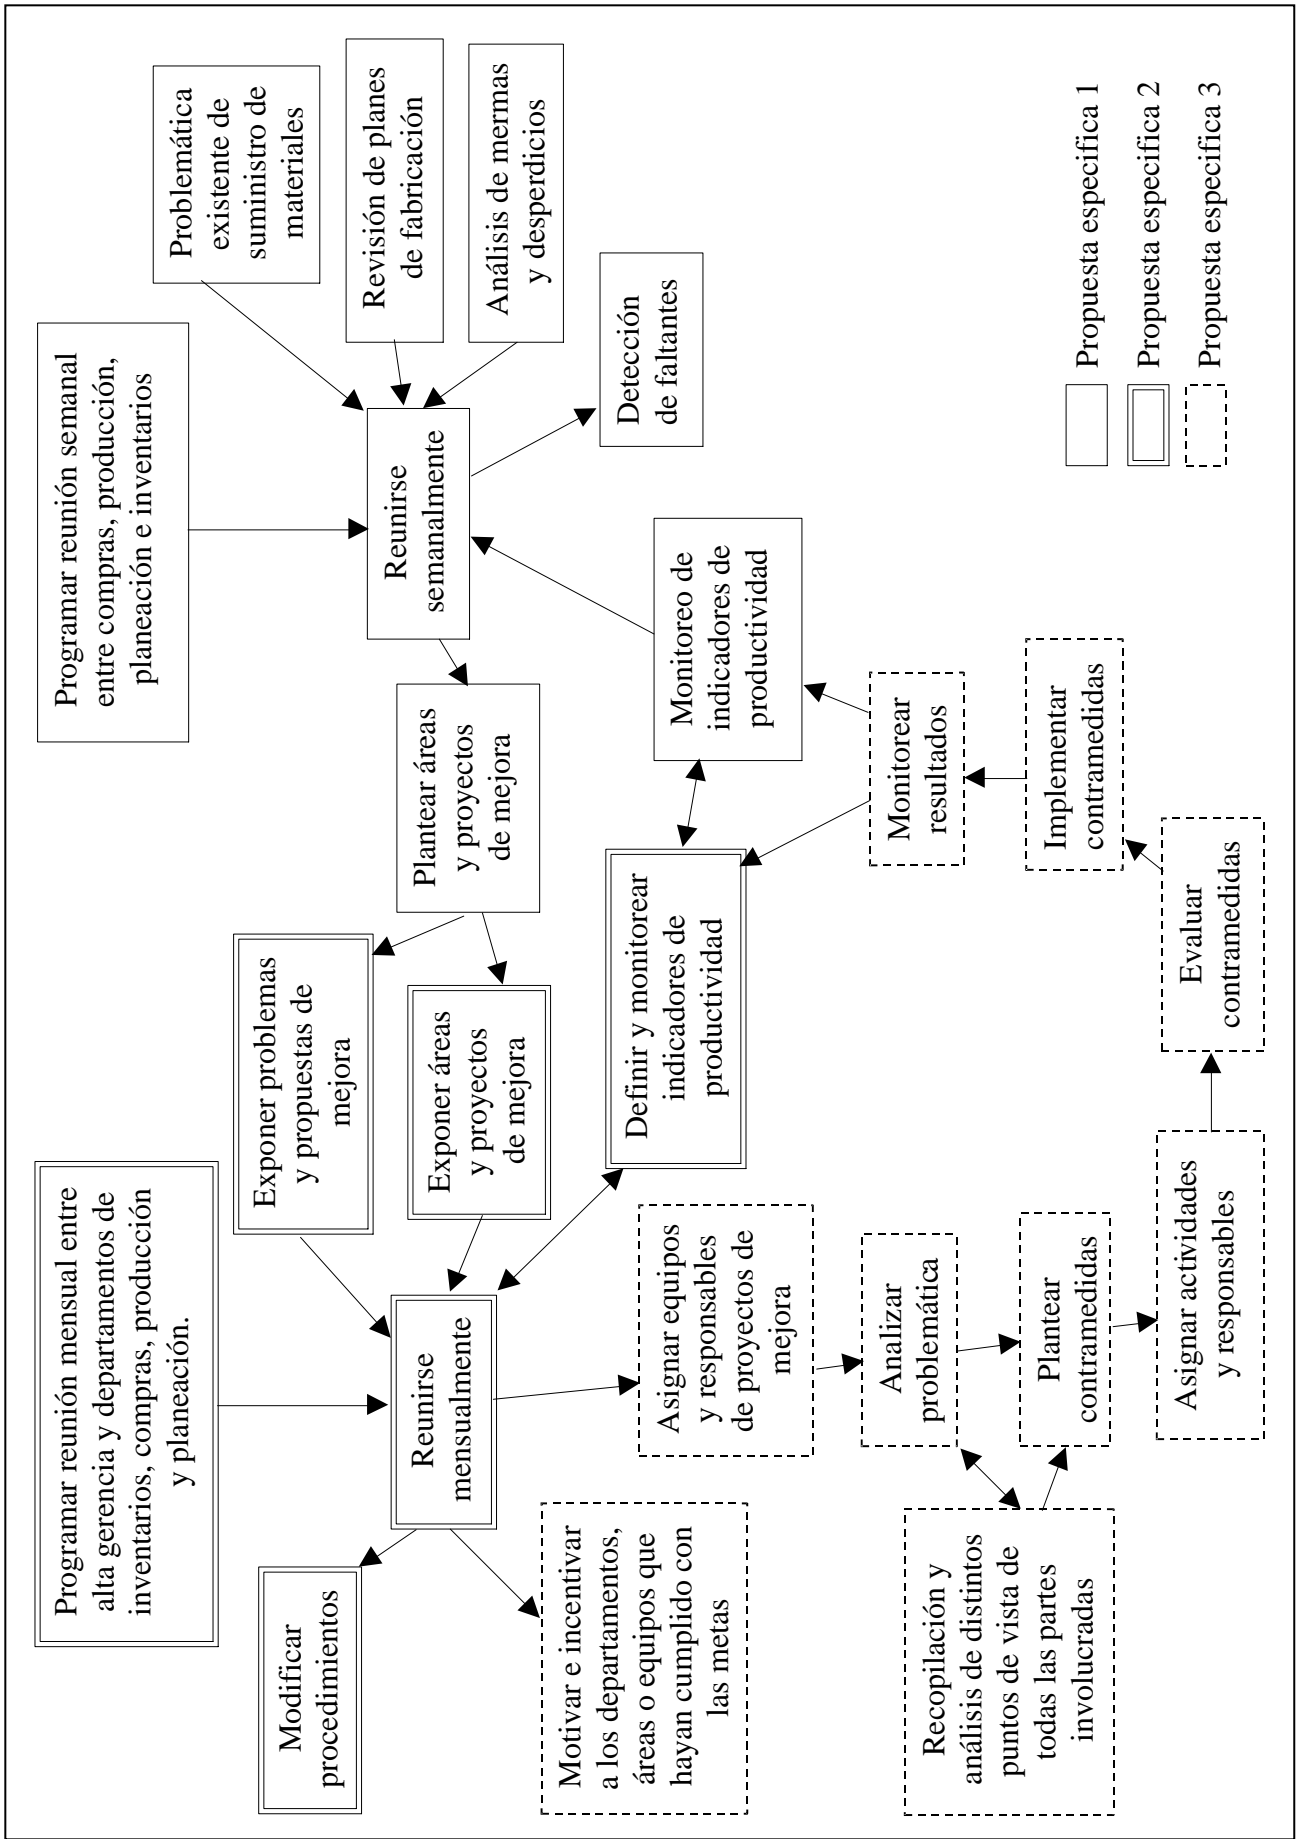 Programar reunión mensual entre
alta gerencia y departamentos de
inventarios, compras, producción
y planeación.
Programar reunión semanal
entre compras, producción,
planeación e inventarios
Problemática
existente de
suministro de
materiales
Revisión de planes
de fabricación
Análisis de mermas
y desperdicios
Modificar
procedimientos
Exponer problemas
y propuestas de
mejora
Reunirse
mensualmente
Exponer áreas
y proyectos
de mejora
Plantear áreas
y proyectos
de mejora
Reunirse
semanalmente
Detección
de faltantes
Motivar e incentivar
a los departamentos,
áreas o equipos que
hayan cumplido con
las metas
Asignar equipos
y responsables
de proyectos de
mejora
Definir y monitorear
indicadores de
productividad
Monitoreo de
indicadores de
productividad
Recopilación y
análisis de distintos
puntos de vista de
todas las partes
involucradas
Analizar
problemática
Monitorear
resultados
Plantear
contramedidas
Implementar
contramedidas
Asignar actividades
y responsables
Evaluar
contramedidas
Propuesta especifica 1
Propuesta especifica 2
Propuesta especifica 3